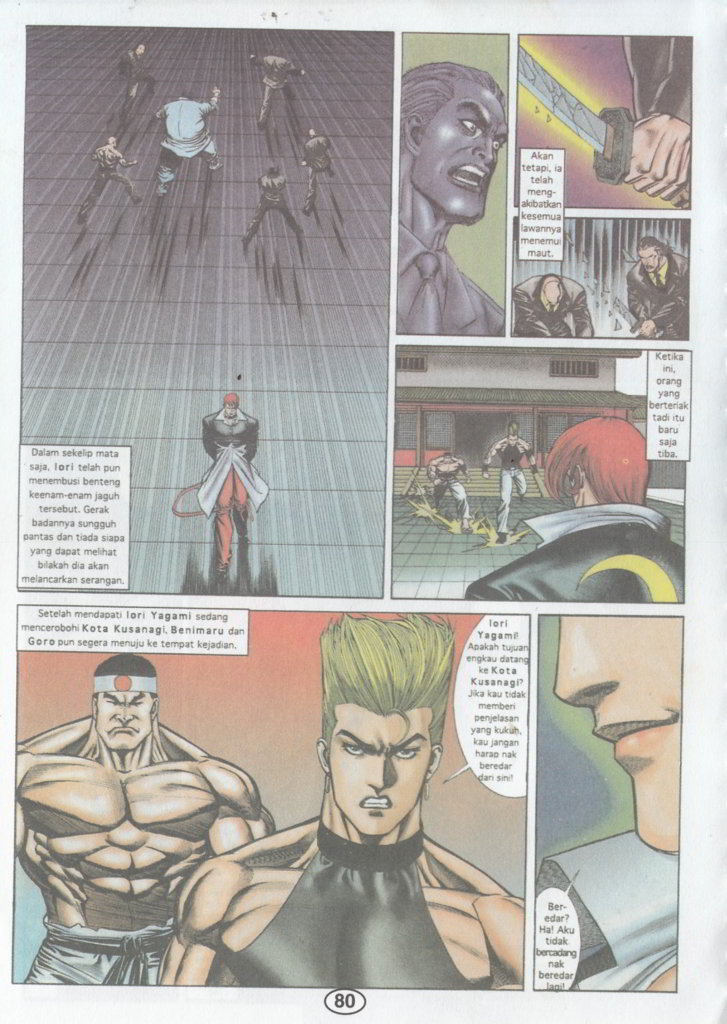 Akan
tetapi, ia
telah
meng-
akibatkan
kesemua
lawannya
menemui
maut.
Ketika
ini,
orang
yang
berteriak
tadi itu
baru
saja
tiba.
Dalam sekelip mata
saja, Iori telah pun
menembusi benteng
keenam-enam jaguh
tersebut. Gerak
badannya sungguh
pantas dan tiada siapa
yang dapat melihat
bilakah dia akan
melancarkan serangan.
Setelah mendapati Iori Yagami sedang
mencerobohi Kota Kusanagi, Benimaru dan
Goro pun segera menuju ke tempat kejadian.
Iori
Yagami!
Apakah tujuan
engkau datang
ke Kota
Kusanagi?
Jika kau tidak
memberi
penjelasan
yang kukuh,
kau jangan
harap nak
beredar
dari sini!
Ber-
edar?
Ha! Aku
tidak
bercadang
nak
beredar
lagi!
80